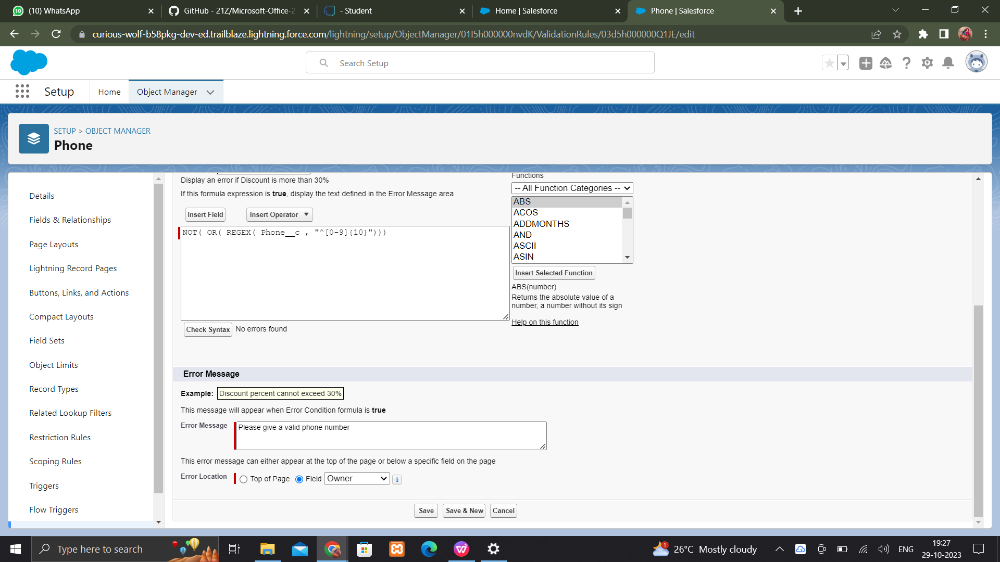 (10) WhatsApp
GitHub - 21Z/Microsoft-Office-2
- Student
Home | Salesforce
Phone | Salesforce
curious-wolf-b58pkg-dev-ed.trailblaze.lightning.force.com/lightning/setup/ObjectManager/01I5h000000nvdK/ValidationRules/03d5h000000Q1JE/edit
Search Setup
Setup
Home
Object Manager
SETUP > OBJECT MANAGER
Phone
Details
Fields & Relationships
Page Layouts
Lightning Record Pages
Buttons, Links, and Actions
Compact Layouts
Field Sets
Object Limits
Record Types
Related Lookup Filters
Restriction Rules
Scoping Rules
Triggers
Flow Triggers
Display an error if Discount is more than 30%
If this formula expression is true, display the text defined in the Error Message area
Insert Field
Insert Operator
NOT( OR( REGEX( Phone__c , "^[0-9]{10}")))
Check Syntax No errors found
Functions
-- All Function Categories --
ABS
ACOS
ADDMONTHS
AND
ASCII
ASIN
Insert Selected Function
ABS(number)
Returns the absolute value of a
number, a number without its sign
Help on this function
Error Message
Example: Discount percent cannot exceed 30%
This message will appear when Error Condition formula is true
Error Message
Please give a valid phone number
This error message can either appear at the top of the page or below a specific field on the page
Error Location Top of Page Field Owner
Save
Save & New
Cancel
Type here to search
26°C Mostly cloudy
ENG
19:27
29-10-2023